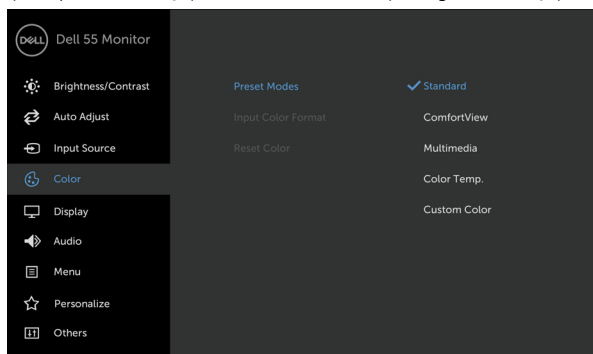 DELL
Dell 55 Monitor
Brightness/Contrast
Auto Adjust
Input Source
Color
Display
Audio
Menu
Personalize
Others
Preset Modes
Input Color Format
Reset Color
Standard
ComfortView
Multimedia
Color Temp.
Custom Color